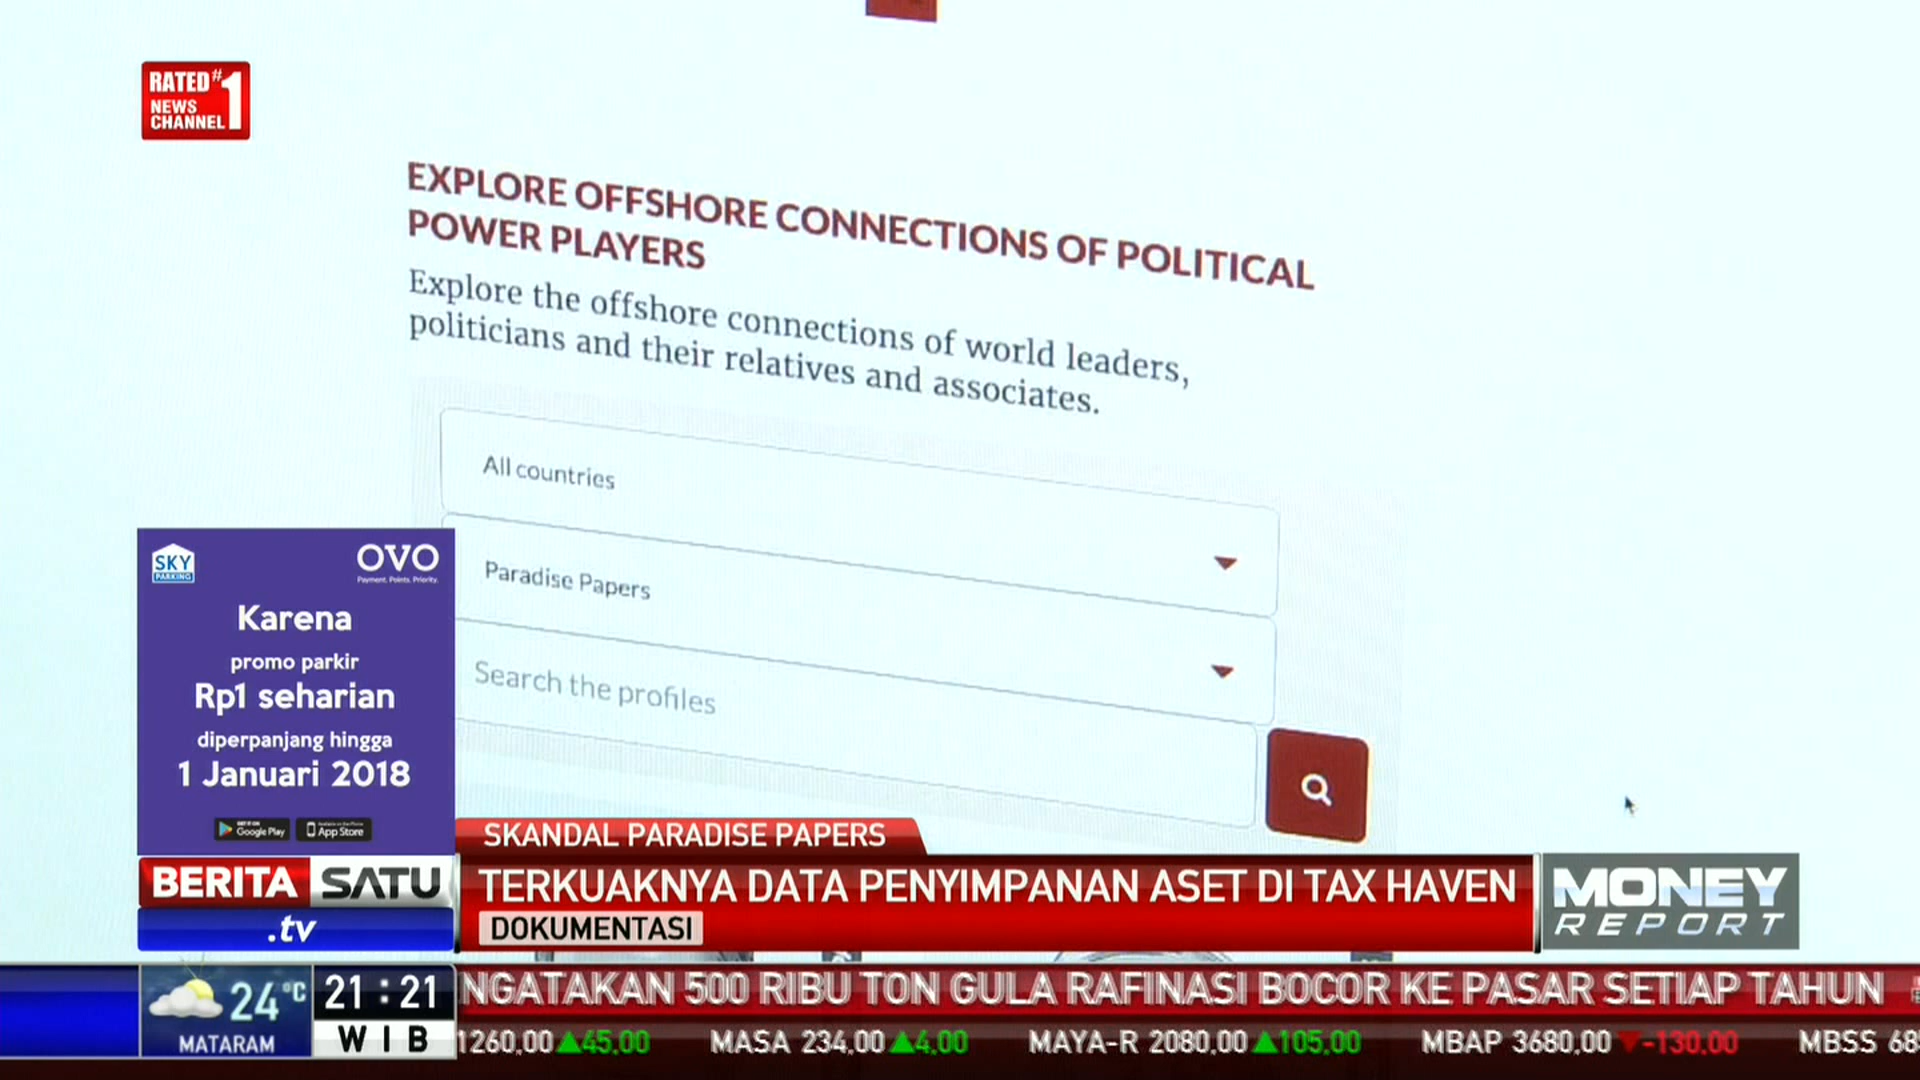 RATED #1
NEWS
CHANNEL
EXPLORE OFFSHORE CONNECTIONS OF POLITICAL
POWER PLAYERS
Explore the offshore connections of world leaders,
politicians and their relatives and associates.
All countries
Paradise Papers
Search the profiles
SKY
PARKING
OVO
Payment. Points. Priority.
Karena
promo parkir
Rp1 seharian
diperpanjang hingga
1 Januari 2018
GET IT ON
Google Play
App Store
SKANDAL PARADISE PAPERS
BERITA SATU
.tv
TERKUAKNYA DATA PENYIMPANAN ASET DI TAX HAVEN
DOKUMENTASI
MONEY
REPORT
24°C
MATARAM
21:21
WIB
NGATAKAN 500 RIBU TON GULA RAFINASI BOCOR KE PASAR SETIAP TAHUN
1260,00 ▲45,00 MASA 234,00 ▲4,00 MAYA-R 2080,00 ▲105,00 MBAP 3680,00 ▼-130,00 MBSS 68